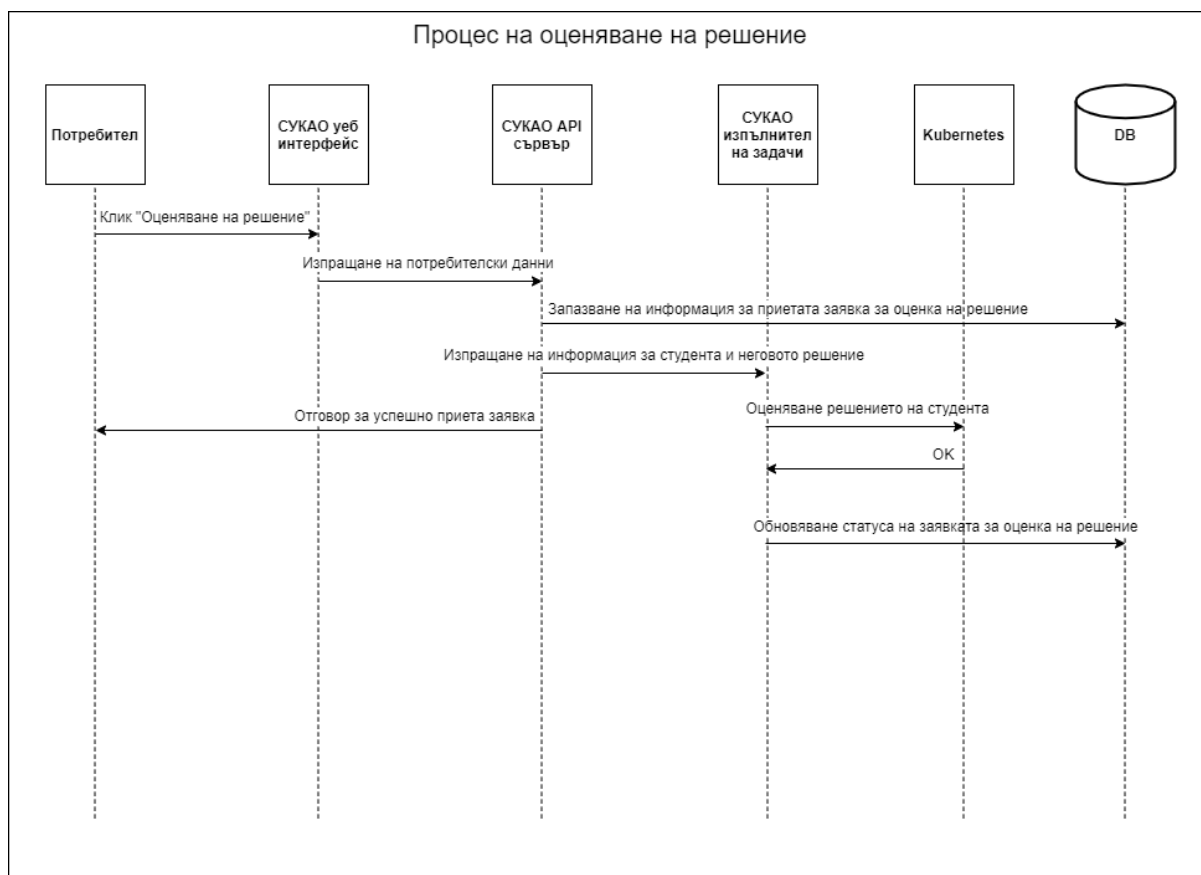 Процес на оценяване на решение
Потребител
СУКАО уеб
интерфейс
СУКАО API
сървър
СУКАО
изпълнител
на задачи
Kubernetes
DB
Клик "Оценяване на решение"
Изпращане на потребителски данни
Запазване на информация за приетата заявка за оценка на решение
Изпращане на информация за студента и неговото решение
Оценяване решението на студента
Отговор за успешно приета заявка
OK
Обновяване статуса на заявката за оценка на решение